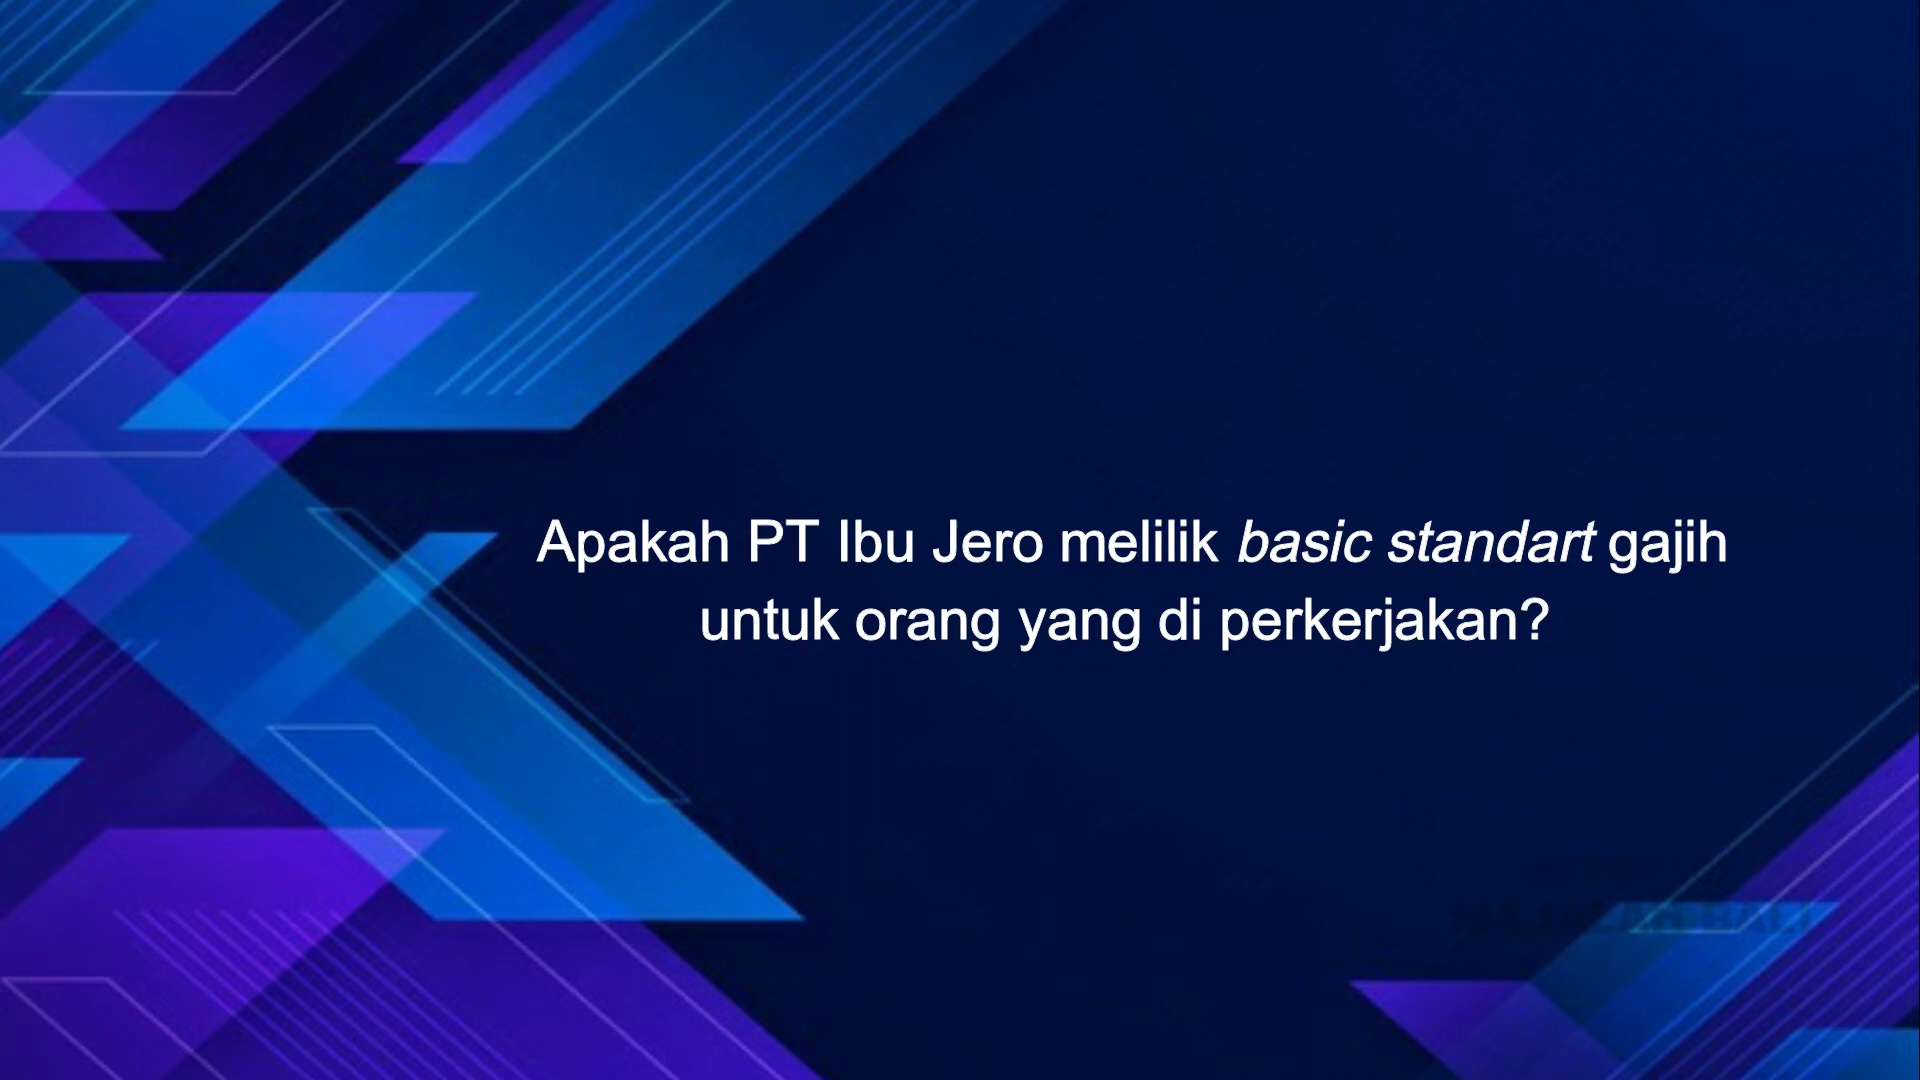 Apakah PT Ibu Jero melilik basic standart gajih
untuk orang yang di perkerjakan?